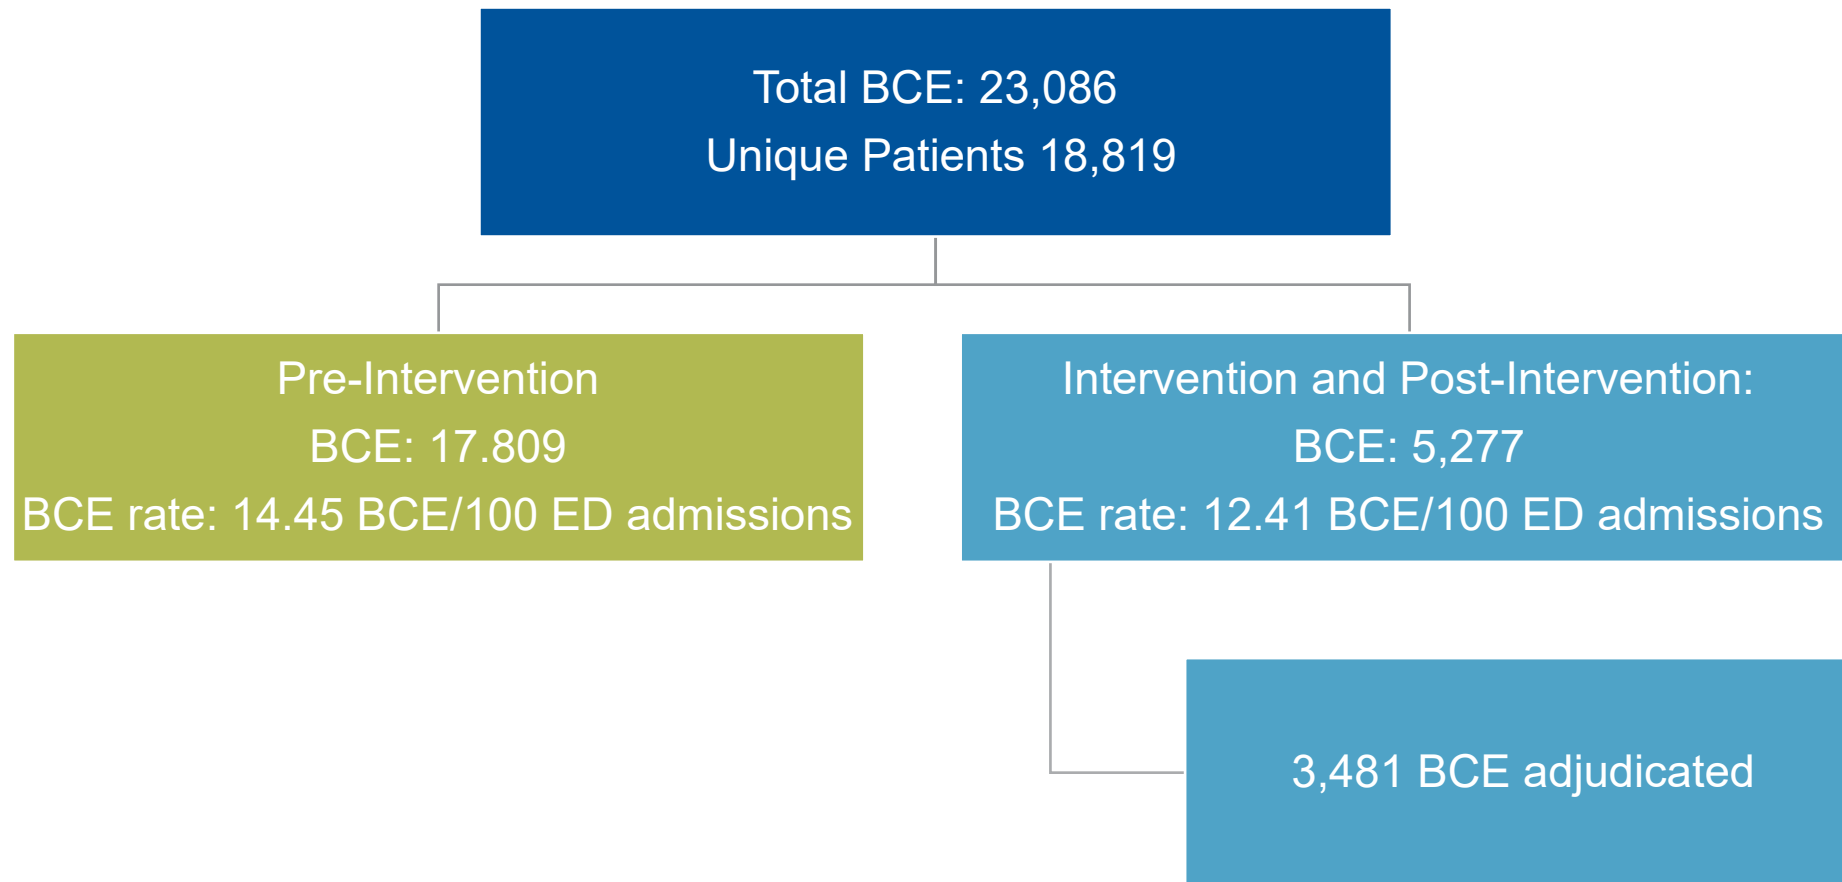 Total BCE: 23,086
Unique Patients 18,819
Pre-Intervention
BCE: 17.809
BCE rate: 14.45 BCE/100 ED admissions
Intervention and Post-Intervention:
BCE: 5,277
BCE rate: 12.41 BCE/100 ED admissions
3,481 BCE adjudicated